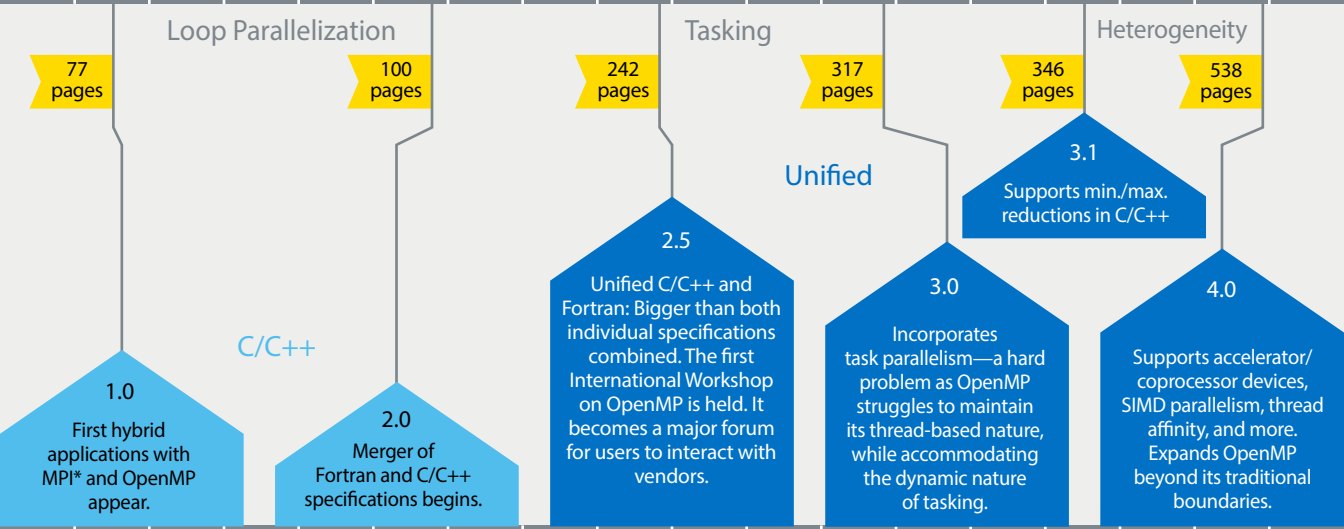 Loop Parallelization
Tasking
Heterogeneity
77
pages
100
pages
242
pages
317
pages
346
pages
538
pages
C/C++
Unified
1.0
First hybrid
applications with
MPI* and OpenMP
appear.
2.0
Merger of
Fortran and C/C++
specifications begins.
2.5
Unified C/C++ and
Fortran: Bigger than both
individual specifications
combined. The first
International Workshop
on OpenMP is held. It
becomes a major forum
for users to interact with
vendors.
3.0
Incorporates
task parallelism—a hard
problem as OpenMP
struggles to maintain
its thread-based nature,
while accommodating
the dynamic nature
of tasking.
3.1
Supports min./max.
reductions in C/C++
4.0
Supports accelerator/
coprocessor devices,
SIMD parallelism, thread
affinity, and more.
Expands OpenMP
beyond its traditional
boundaries.